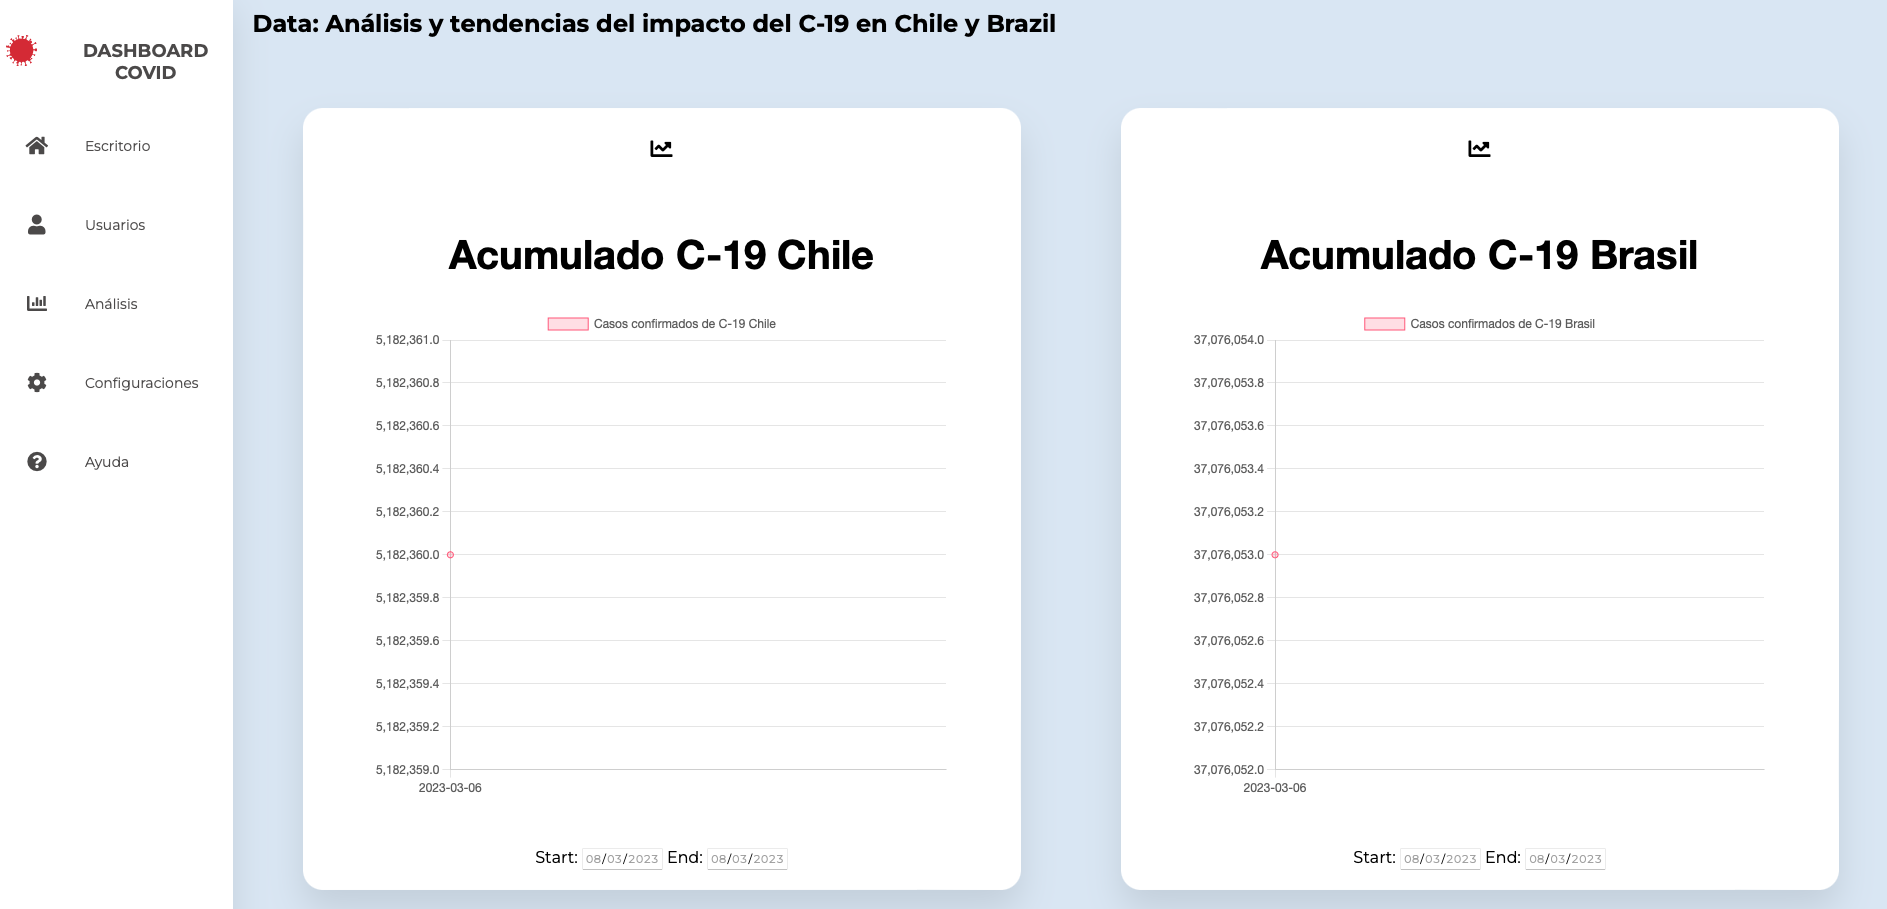 DASHBOARD
COVID
Escritorio
Usuarios
Análisis
Configuraciones
Ayuda
Data: Análisis y tendencias del impacto del C-19 en Chile y Brazil
Acumulado C-19 Chile
Casos confirmados de C-19 Chile
5,182,361.0
5,182,360.8
5,182,360.6
5,182,360.4
5,182,360.2
5,182,360.0
5,182,359.8
5,182,359.6
5,182,359.4
5,182,359.2
5,182,359.0
2023-03-06
Start: 08/03/2023 End: 08/03/2023
Acumulado C-19 Brasil
Casos confirmados de C-19 Brasil
37,076,054.0
37,076,053.8
37,076,053.6
37,076,053.4
37,076,053.2
37,076,053.0
37,076,052.8
37,076,052.6
37,076,052.4
37,076,052.2
37,076,052.0
2023-03-06
Start: 08/03/2023 End: 08/03/2023